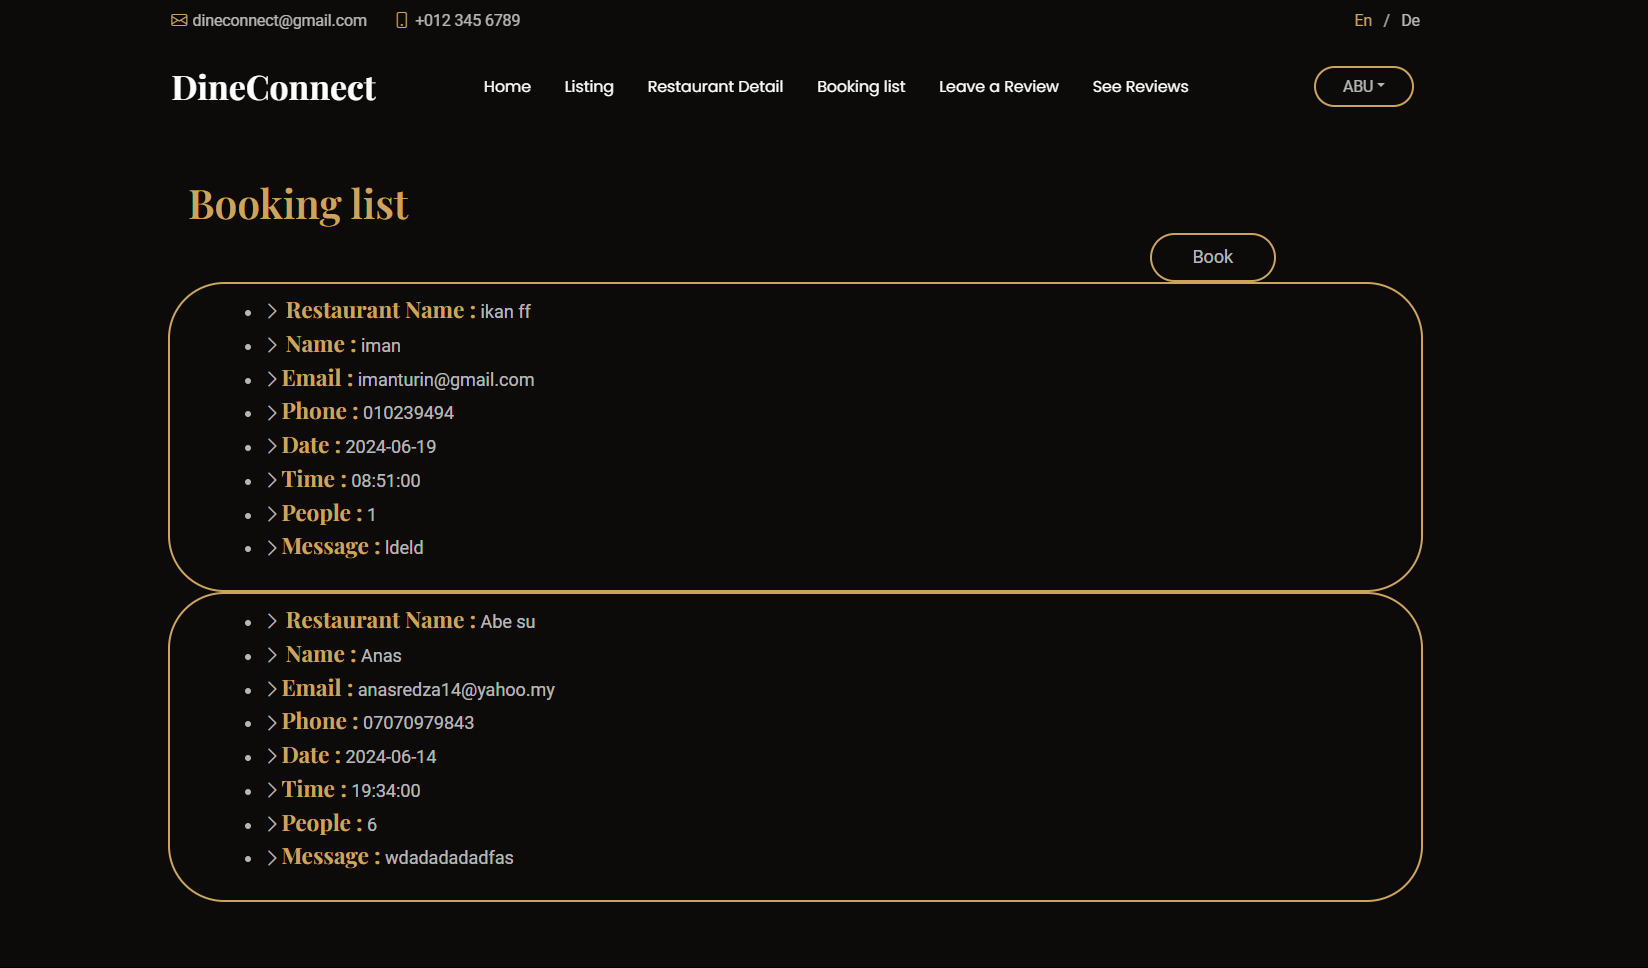 dineconnect@gmail.com +012 345 6789 En / De
DineConnect Home Listing Restaurant Detail Booking list Leave a Review See Reviews ABU
Booking list
Book
Restaurant Name : ikan ff
Name : iman
Email : imanturin@gmail.com
Phone : 010239494
Date : 2024-06-19
Time : 08:51:00
People : 1
Message : ldeld
Restaurant Name : Abe su
Name : Anas
Email : anasredza14@yahoo.my
Phone : 07070979843
Date : 2024-06-14
Time : 19:34:00
People : 6
Message : wdadadadadfas